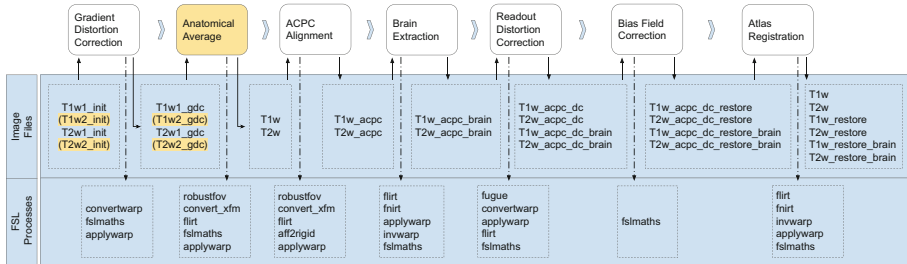 Gradient
Distortion
Correction
Anatomical
Average
ACPC
Alignment
Brain
Extraction
Readout
Distortion
Correction
Bias Field
Correction
Atlas
Registration
Image
Files
T1w1_init
(T1w2_init)
T2w1_init
(T2w2_init)
T1w1_gdc
(T1w2_gdc)
T2w1_gdc
(T2w2_gdc)
T1w
T2w
T1w_acpc
T2w_acpc
T1w_acpc_brain
T2w_acpc_brain
T1w_acpc_dc
T2w_acpc_dc
T1w_acpc_dc_brain
T2w_acpc_dc_brain
T1w_acpc_dc_restore
T2w_acpc_dc_restore
T1w_acpc_dc_restore_brain
T2w_acpc_dc_restore_brain
T1w
T2w
T1w_restore
T2w_restore
T1w_restore_brain
T2w_restore_brain
FSL
Processes
convertwarp
fslmaths
applywarp
robustfov
convert_xfm
flirt
fslmaths
applywarp
robustfov
convert_xfm
flirt
aff2rigid
applywarp
flirt
fnirt
applywarp
invwarp
fslmaths
fugue
convertwarp
applywarp
flirt
fslmaths
fslmaths
flirt
fnirt
invwarp
applywarp
fslmaths